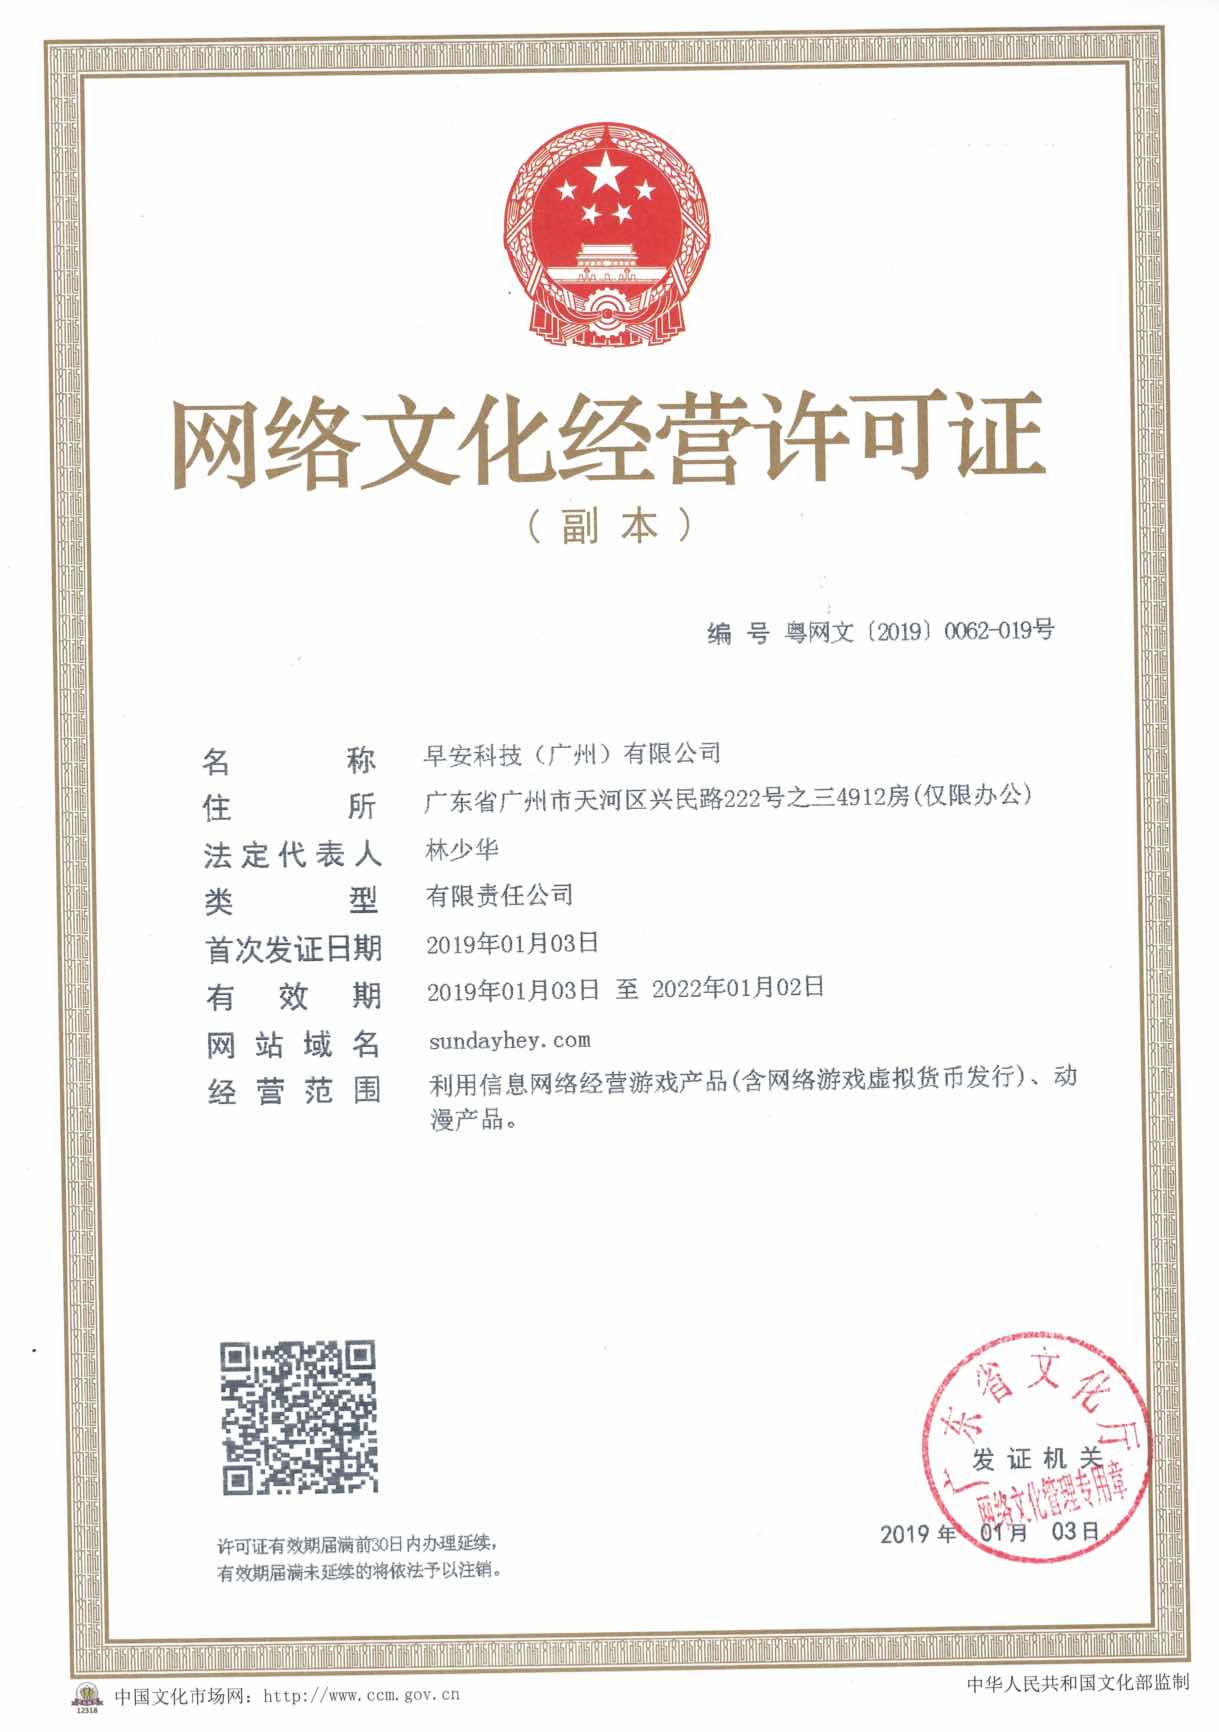 网络文化经营许可证
（副本）
编号 粤网文〔2019〕0062-019号
名称 早安科技（广州）有限公司
住所 广东省广州市天河区兴民路222号之三4912房(仅限办公)
法定代表人 林少华
类型 有限责任公司
首次发证日期 2019年01月03日
有效期 2019年01月03日 至 2022年01月02日
网站域名 sundayhey.com
经营范围 利用信息网络经营游戏产品(含网络游戏虚拟货币发行)、动
漫产品。
广东省文化厅
发证机关
网络文化管理专用章
2019年 01月 03日
许可证有效期届满前30日内办理延续，
有效期届满未延续的将依法予以注销。
12318
中国文化市场网：http://www.ccm.gov.cn
中华人民共和国文化部监制